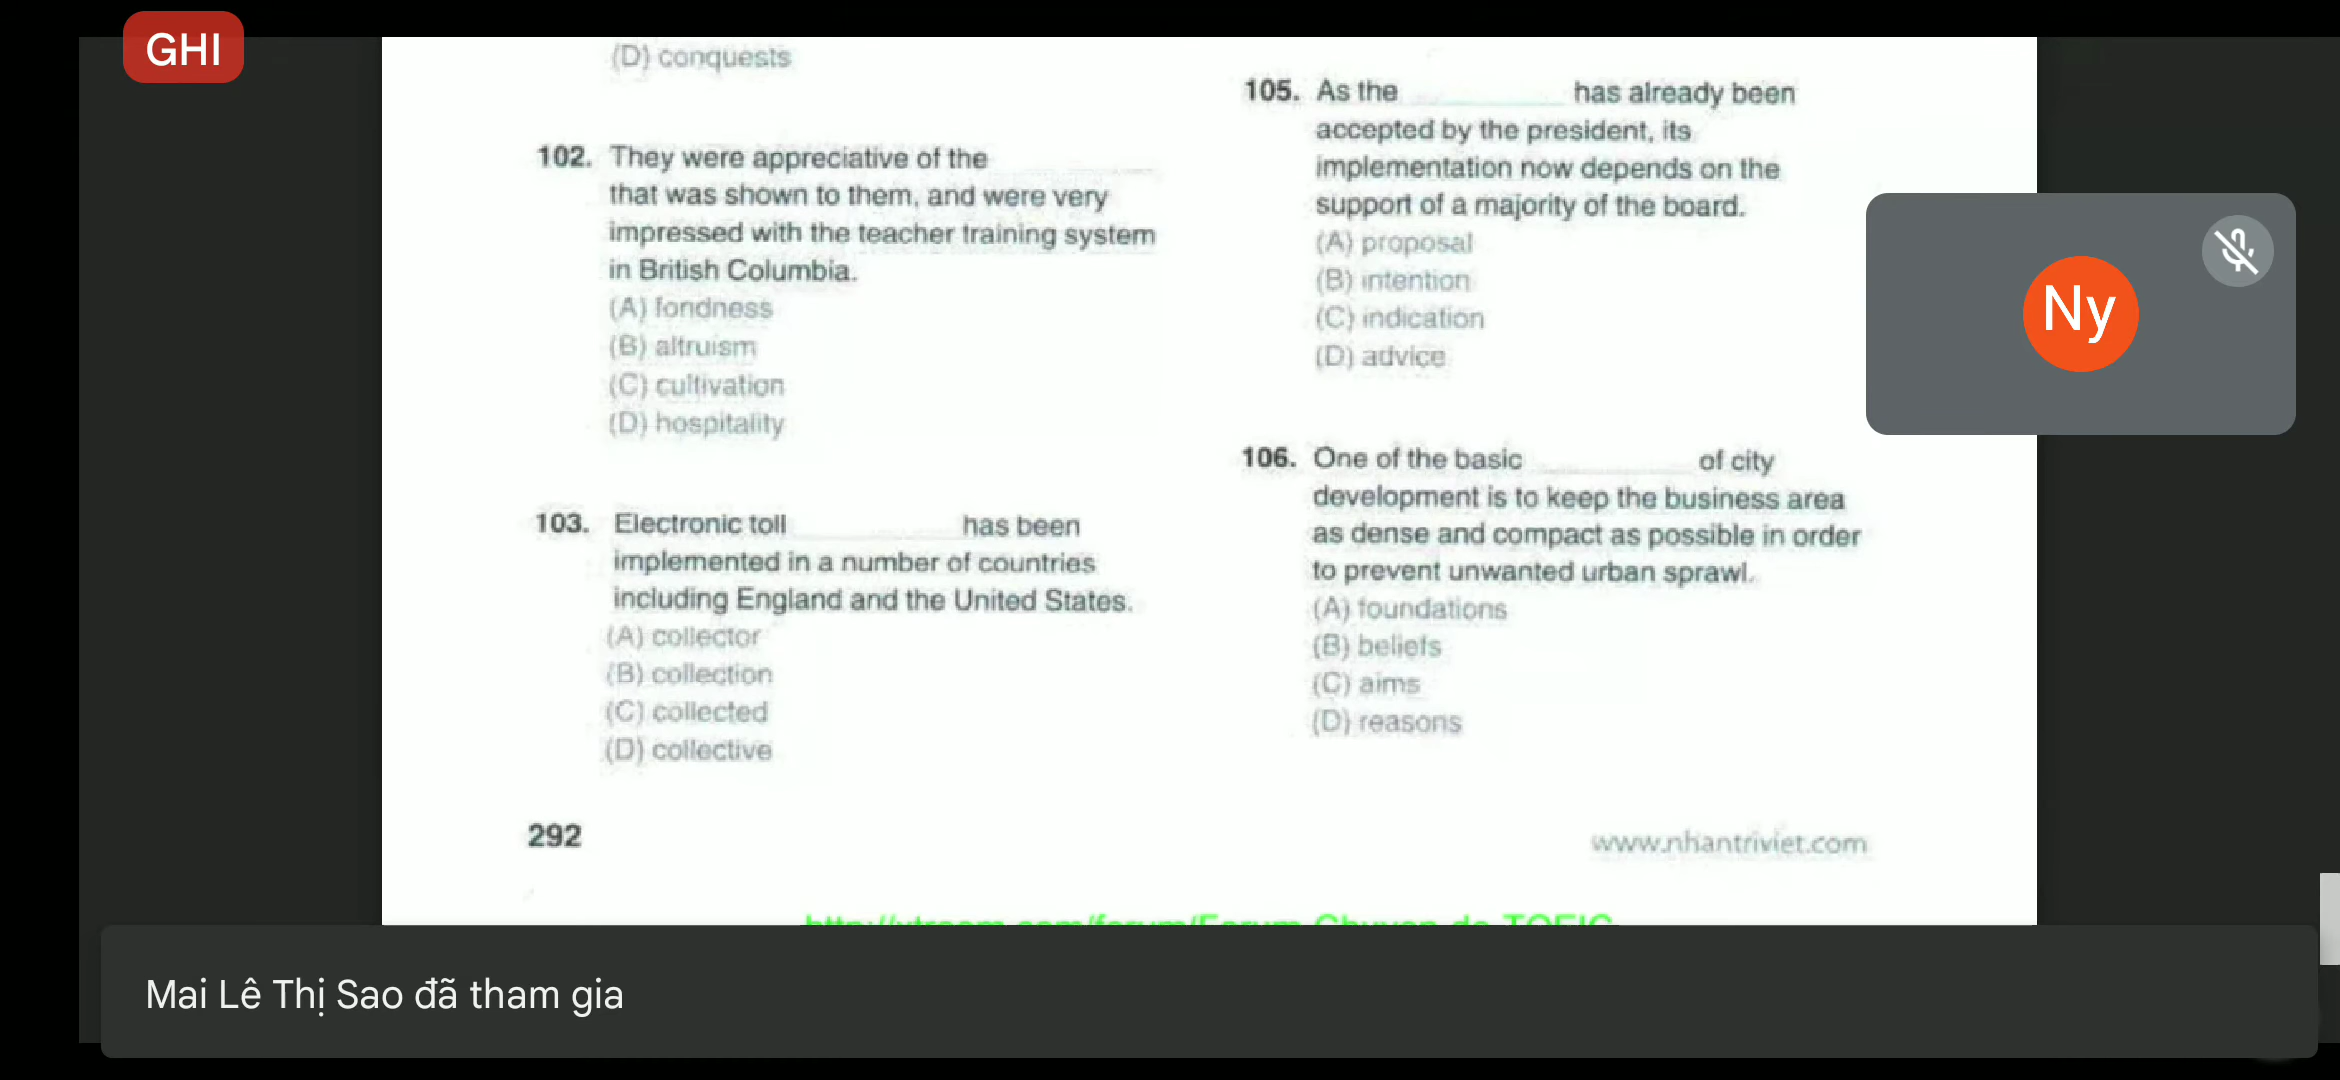 GHI
(D) conquests
102. They were appreciative of the
that was shown to them, and were very
impressed with the teacher training system
in British Columbia.
(A) fondness
(B) altruism
(C) cultivation
(D) hospitality
103. Electronic toll has been
implemented in a number of countries
including England and the United States.
(A) collector
(B) collection
(C) collected
(D) collective
292
105. As the has already been
accepted by the president, its
implementation now depends on the
support of a majority of the board.
(A) proposal
(B) intention
(C) indication
(D) advice
106. One of the basic of city
development is to keep the business area
as dense and compact as possible in order
to prevent unwanted urban sprawl.
(A) foundations
(B) beliefs
(C) aims
(D) reasons
www.nhantriviet.com
Ny
Mai Lê Thị Sao đã tham gia